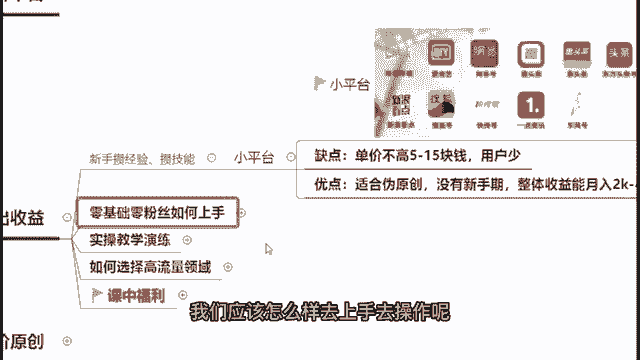 小平台
新手攒经验、攒技能
小平台
缺点：单价不高5-15块钱，用户少
优点：适合伪原创，没有新手期，整体收益能月入2k-
出收益
零基础零粉丝如何上手
实操教学演练
如何选择高流量领域
课中福利
我们应该怎么样去上手去操作呢
价原创